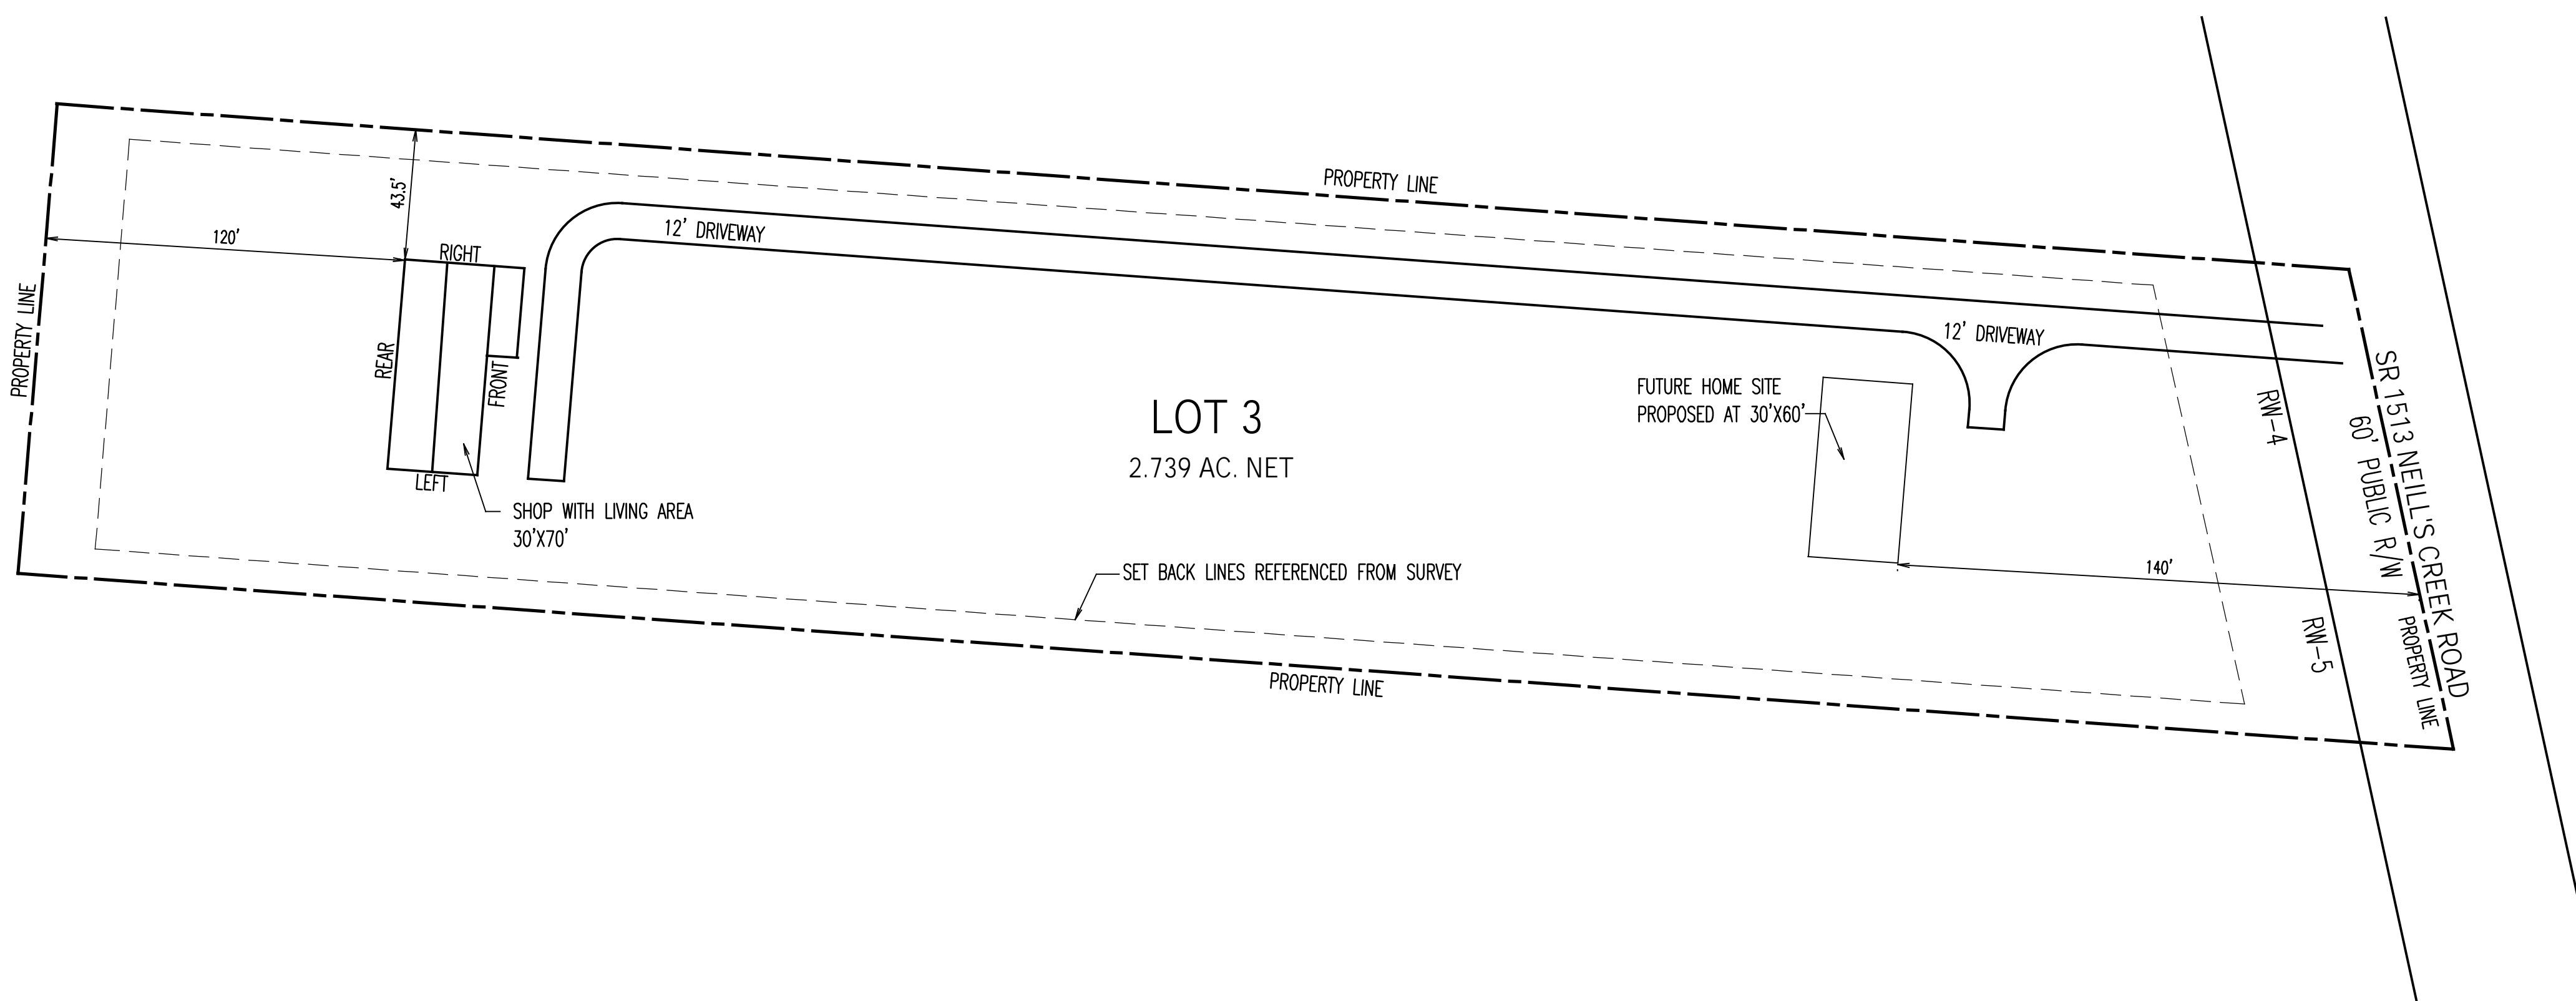 PROPERTY LINE
43.5'
120'
RIGHT
12' DRIVEWAY
PROPERTY LINE
REAR
FRONT
LEFT
SHOP WITH LIVING AREA
30'X70'
LOT 3
2.739 AC. NET
FUTURE HOME SITE
PROPOSED AT 30'X60'
12' DRIVEWAY
SET BACK LINES REFERENCED FROM SURVEY
140'
PROPERTY LINE
RW-4
RW-5
SR 1513 NEILL'S CREEK ROAD
60' PUBLIC R/W
PROPERTY LINE